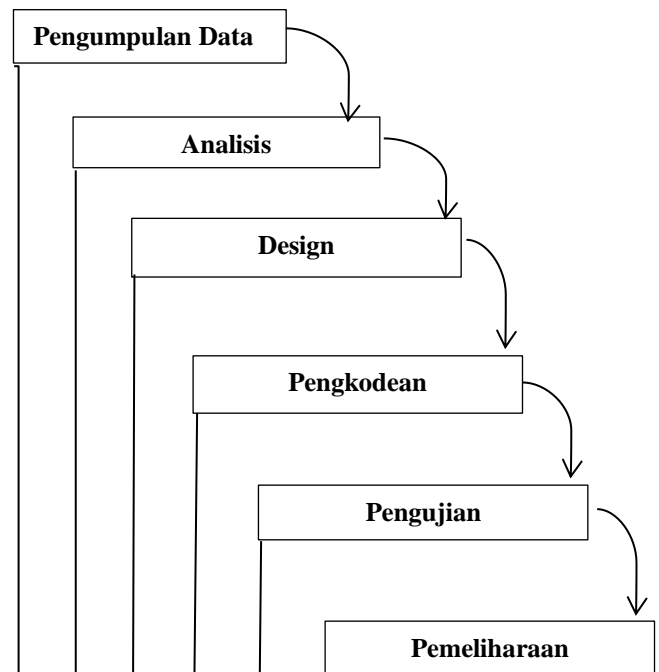 Pengumpulan Data
Analisis
Design
Pengkodean
Pengujian
Pemeliharaan